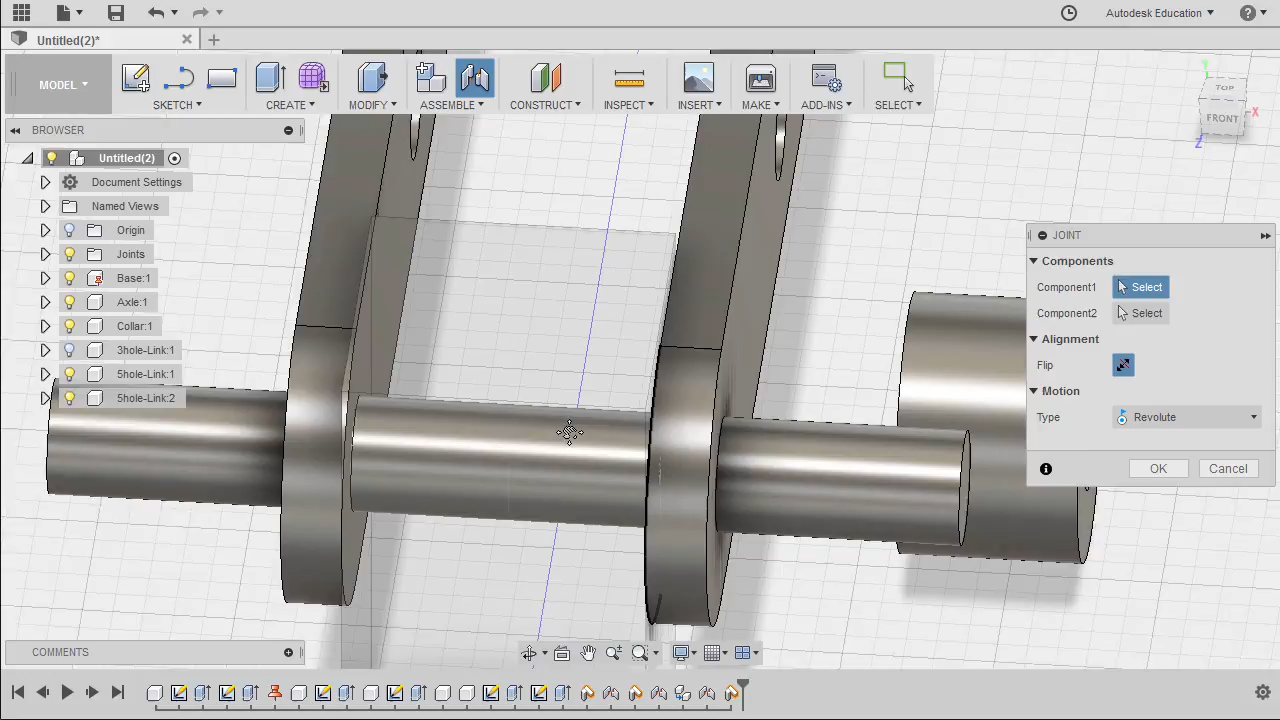 Autodesk Education
Untitled(2)*
MODEL
SKETCH
CREATE
MODIFY
ASSEMBLE
CONSTRUCT
INSPECT
INSERT
MAKE
ADD-INS
SELECT
TOP
FRONT
X
Y
Z
BROWSER
Untitled(2)
Document Settings
Named Views
Origin
Joints
Base:1
Axle:1
Collar:1
3hole-Link:1
5hole-Link:1
5hole-Link:2
JOINT
Components
Component1 Select
Component2 Select
Alignment
Flip
Motion
Type Revolute
OK Cancel
COMMENTS